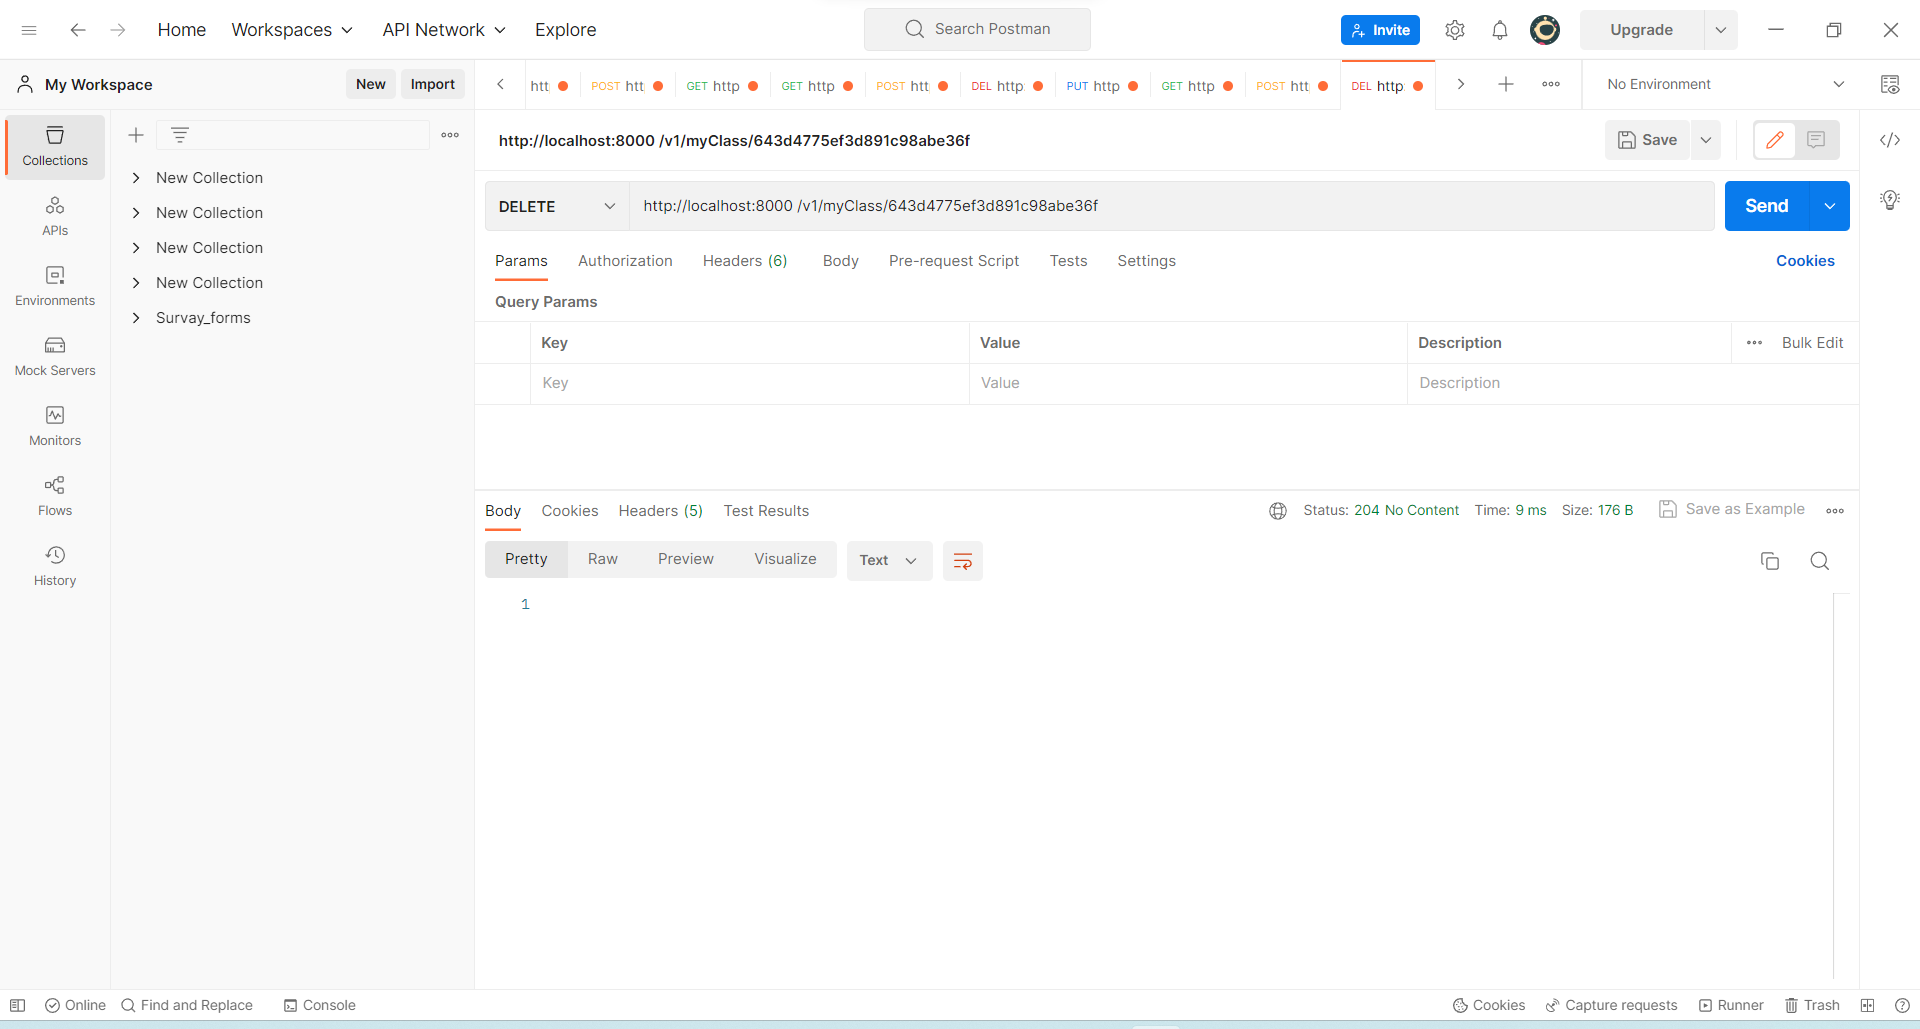 Home Workspaces API Network Explore Search Postman Invite Upgrade
My Workspace New Import
htt POST htt GET http GET http POST htt DEL http PUT http GET http POST htt DEL http No Environment
Collections
APIs
Environments
Mock Servers
Monitors
Flows
History
New Collection
New Collection
New Collection
New Collection
Survay_forms
http://localhost:8000 /v1/myClass/643d4775ef3d891c98abe36f Save
DELETE http://localhost:8000 /v1/myClass/643d4775ef3d891c98abe36f Send
Params Authorization Headers (6) Body Pre-request Script Tests Settings Cookies
Query Params
Key Value Description Bulk Edit
Key Value Description
Body Cookies Headers (5) Test Results Status: 204 No Content Time: 9 ms Size: 176 B Save as Example
Pretty Raw Preview Visualize Text
1
Online Find and Replace Console Cookies Capture requests Runner Trash